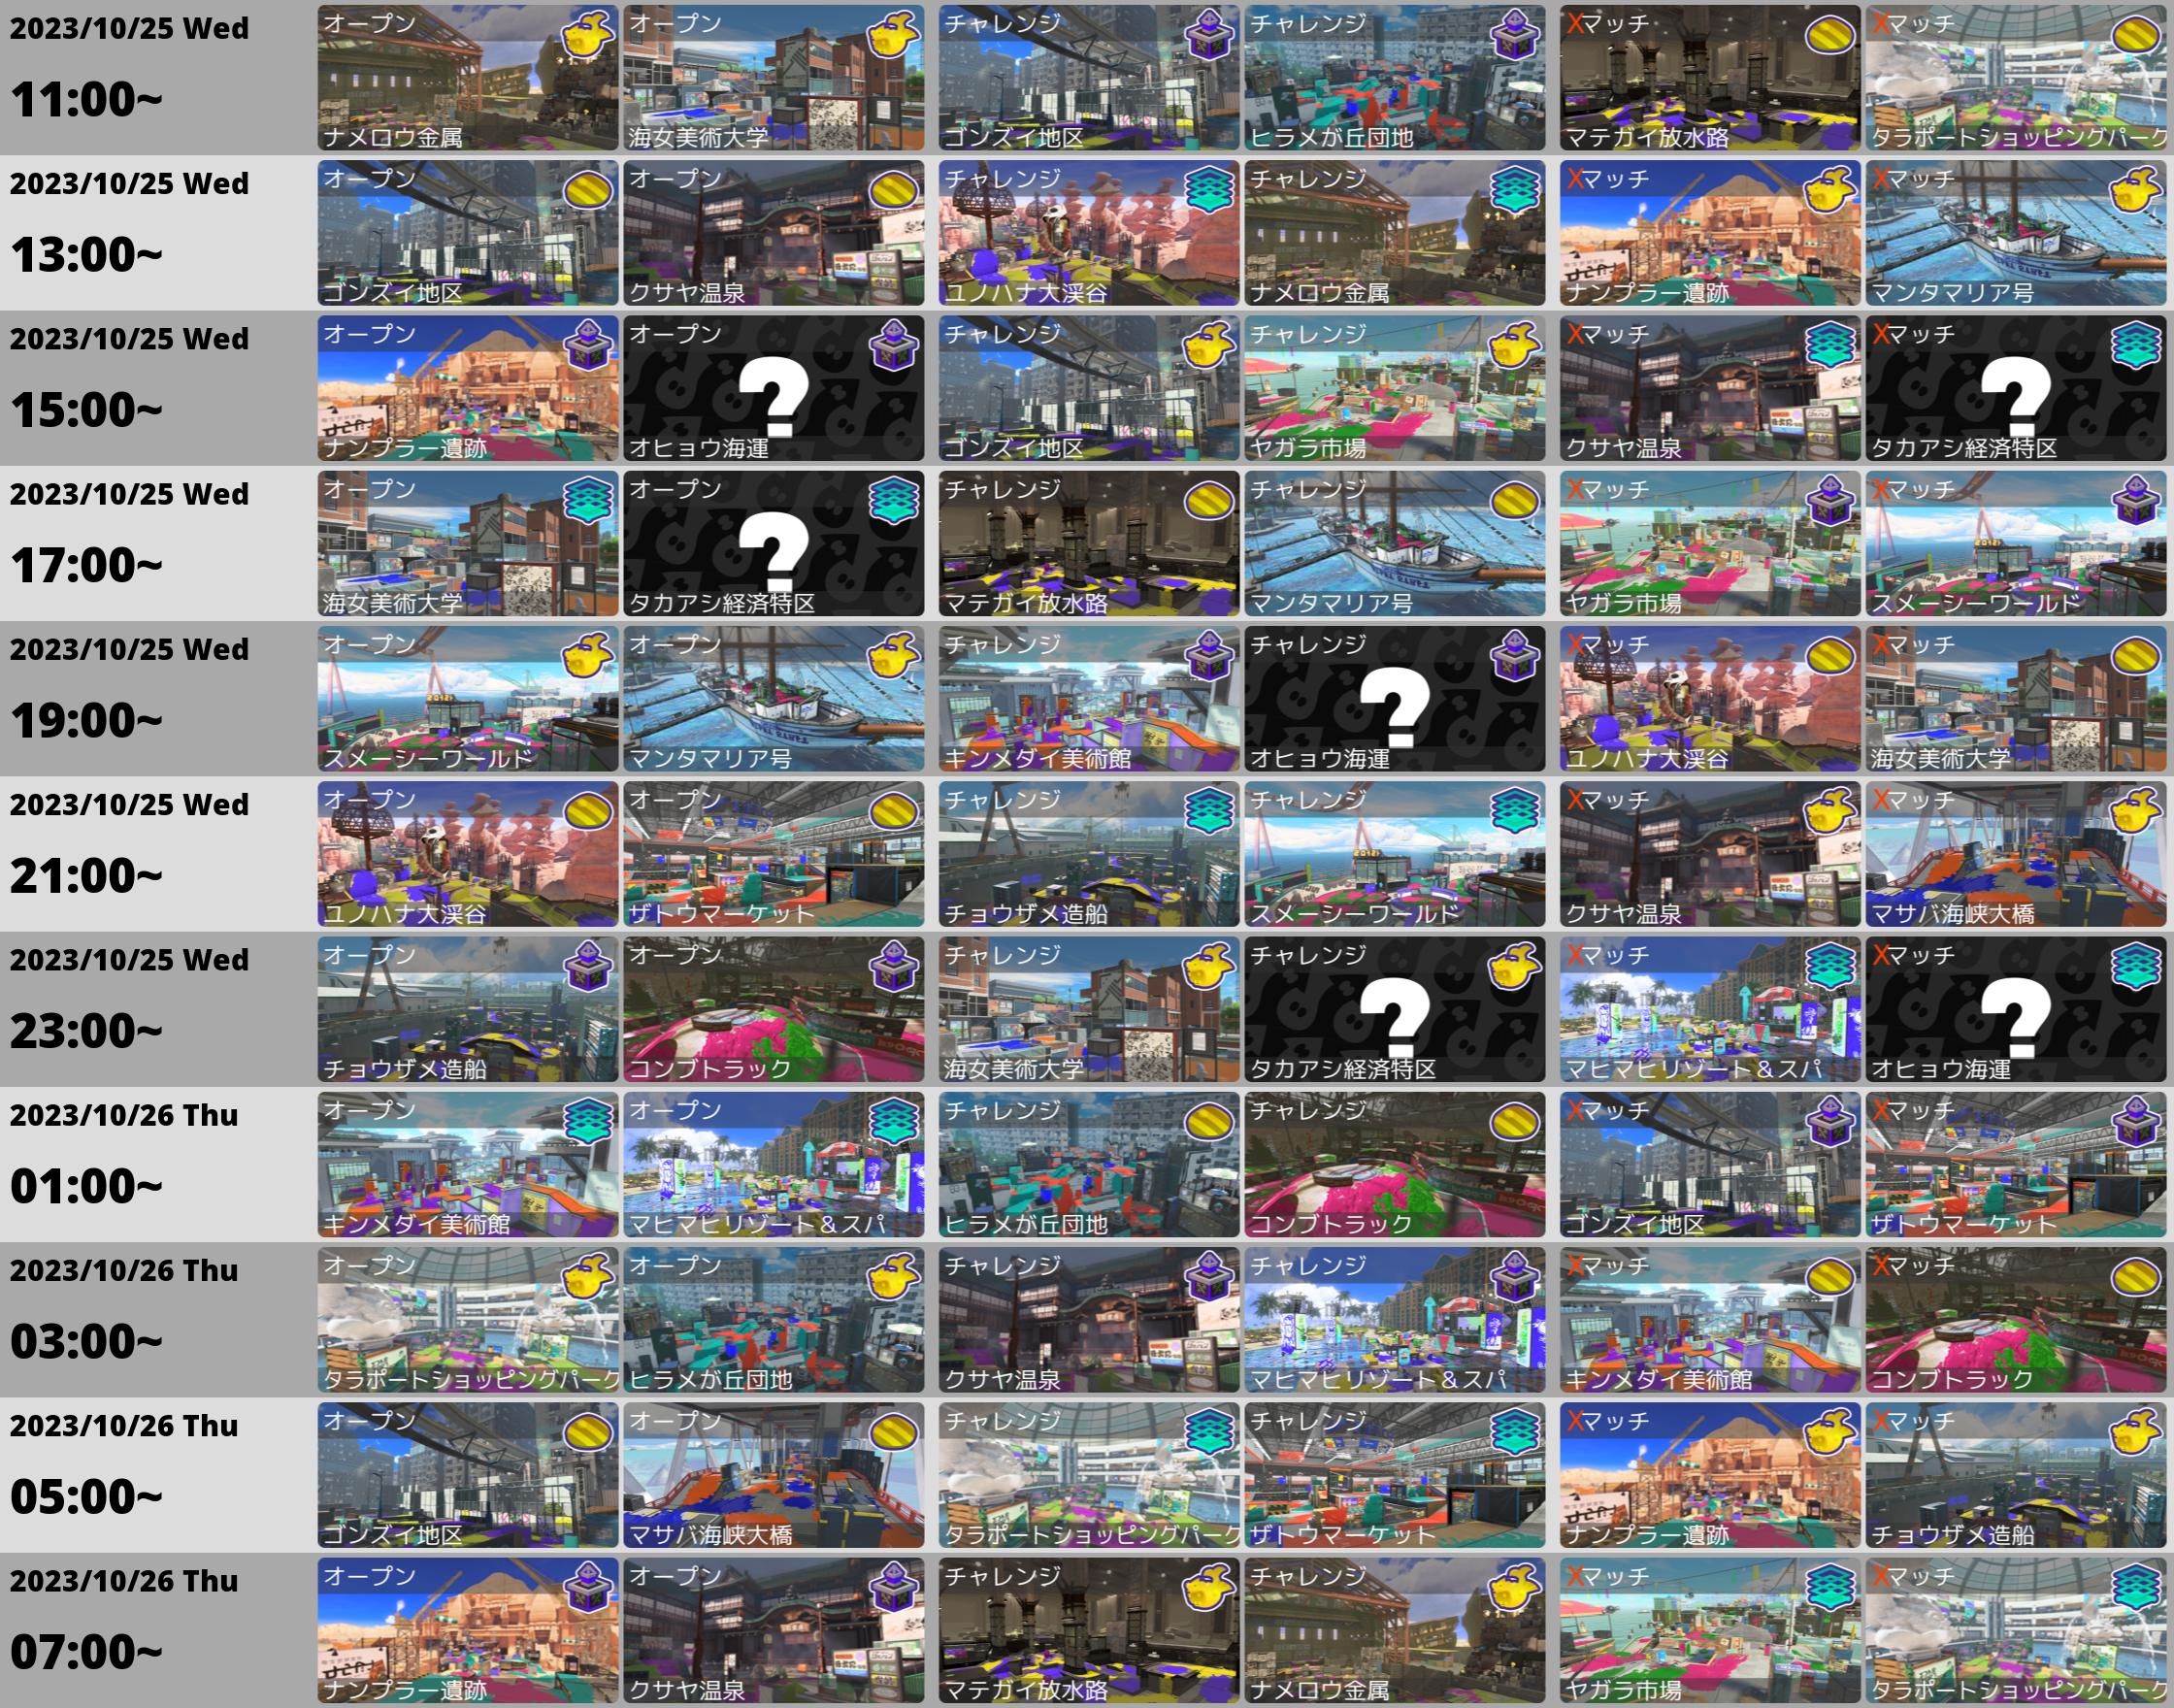 2023/10/25 Wed
11:00~
オープン
ナメロウ金属
オープン
海女美術大学
チャレンジ
ゴンズイ地区
チャレンジ
ヒラメが丘団地
Xマッチ
マテガイ放水路
Xマッチ
タラポートショッピングパーク
2023/10/25 Wed
13:00~
オープン
ゴンズイ地区
オープン
クサヤ温泉
チャレンジ
ユノハナ大渓谷
チャレンジ
ナメロウ金属
Xマッチ
ナンプラー遺跡
Xマッチ
マンタマリア号
2023/10/25 Wed
15:00~
オープン
ナンプラー遺跡
オープン
?
オヒョウ海運
チャレンジ
ゴンズイ地区
チャレンジ
ヤガラ市場
Xマッチ
クサヤ温泉
Xマッチ
?
タカアシ経済特区
2023/10/25 Wed
17:00~
オープン
海女美術大学
オープン
?
タカアシ経済特区
チャレンジ
マテガイ放水路
チャレンジ
マンタマリア号
Xマッチ
ヤガラ市場
Xマッチ
スメーシーワールド
2023/10/25 Wed
19:00~
オープン
スメーシーワールド
オープン
マンタマリア号
チャレンジ
キンメダイ美術館
チャレンジ
?
オヒョウ海運
Xマッチ
ユノハナ大渓谷
Xマッチ
海女美術大学
2023/10/25 Wed
21:00~
オープン
ユノハナ大渓谷
オープン
ザトウマーケット
チャレンジ
チョウザメ造船
チャレンジ
スメーシーワールド
Xマッチ
クサヤ温泉
Xマッチ
マサバ海峡大橋
2023/10/25 Wed
23:00~
オープン
チョウザメ造船
オープン
コンブトラック
チャレンジ
海女美術大学
チャレンジ
?
タカアシ経済特区
Xマッチ
マヒマヒリゾート&スパ
Xマッチ
?
オヒョウ海運
2023/10/26 Thu
01:00~
オープン
キンメダイ美術館
オープン
マヒマヒリゾート&スパ
チャレンジ
ヒラメが丘団地
チャレンジ
コンブトラック
Xマッチ
ゴンズイ地区
Xマッチ
ザトウマーケット
2023/10/26 Thu
03:00~
オープン
タラポートショッピングパーク
オープン
ヒラメが丘団地
チャレンジ
クサヤ温泉
チャレンジ
マヒマヒリゾート&スパ
Xマッチ
キンメダイ美術館
Xマッチ
コンブトラック
2023/10/26 Thu
05:00~
オープン
ゴンズイ地区
オープン
マサバ海峡大橋
チャレンジ
タラポートショッピングパーク
チャレンジ
ザトウマーケット
Xマッチ
ナンプラー遺跡
Xマッチ
チョウザメ造船
2023/10/26 Thu
07:00~
オープン
ナンプラー遺跡
オープン
クサヤ温泉
チャレンジ
マテガイ放水路
チャレンジ
ナメロウ金属
Xマッチ
ヤガラ市場
Xマッチ
タラポートショッピングパーク